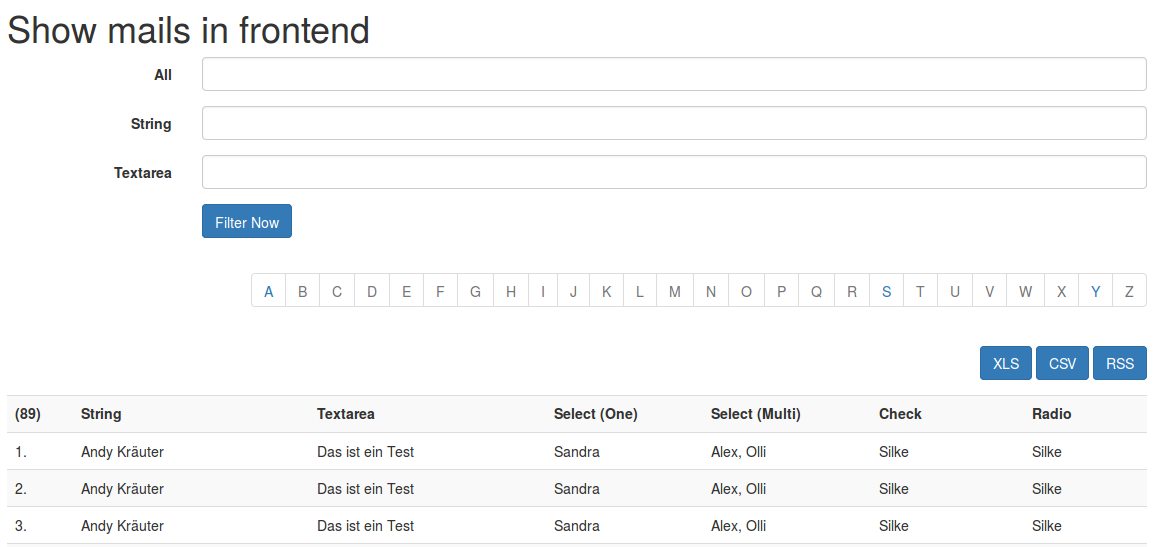 Show mails in frontend
All
String
Textarea
Filter Now
A B C D E F G H I J K L M N O P Q R S T U V W X Y Z
XLS CSV RSS
(89) String Textarea Select (One) Select (Multi) Check Radio
1. Andy Kräuter Das ist ein Test Sandra Alex, Olli Silke Silke
2. Andy Kräuter Das ist ein Test Sandra Alex, Olli Silke Silke
3. Andy Kräuter Das ist ein Test Sandra Alex, Olli Silke Silke